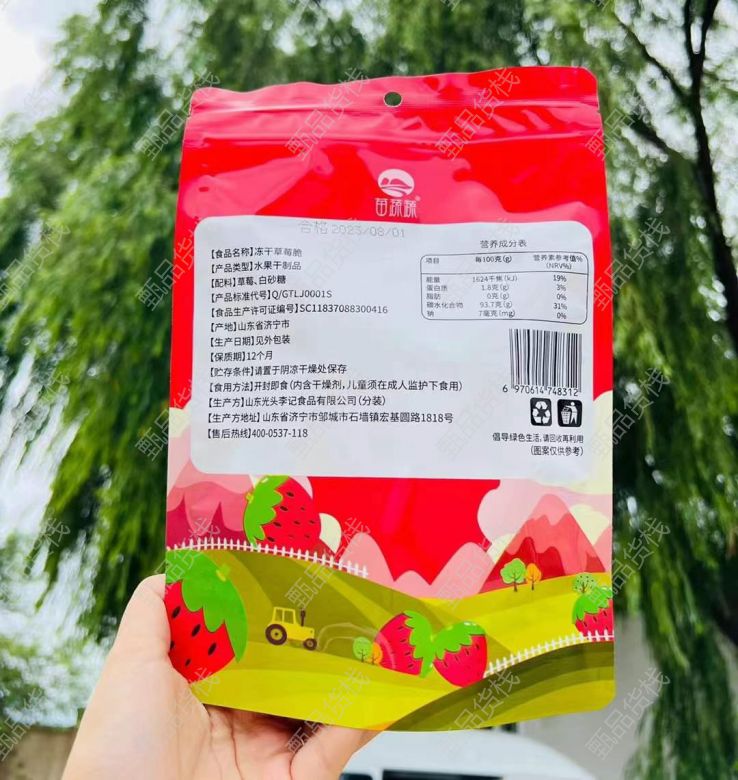 苗蔬蔬
合格 2023/08/01
【食品名称】冻干草莓脆
【产品类型】水果干制品
【配料】草莓、白砂糖
【产品标准代号】Q/GTLJ0001S
【食品生产许可证编号】SC11837088300416
【产地】山东省济宁市
【生产日期】见外包装
【保质期】12个月
【贮存条件】请置于阴凉干燥处保存
【食用方法】开封即食(内含干燥剂,儿童须在成人监护下食用)
【生产方】山东光头李记食品有限公司(分装)
【生产方地址】山东省济宁市邹城市石墙镇宏基圆路1818号
【售后热线】400-0537-118
营养成分表
项目 每100克(g) 营养素参考值%(NRV%)
能量 1624千焦(kJ) 19%
蛋白质 1.8克(g) 3%
脂肪 0克(g) 0%
碳水化合物 93.7克(g) 31%
钠 7毫克(mg) 0%
6 970614 748312
倡导绿色生活,请回收再利用
(图案仅供参考)
甄品货栈